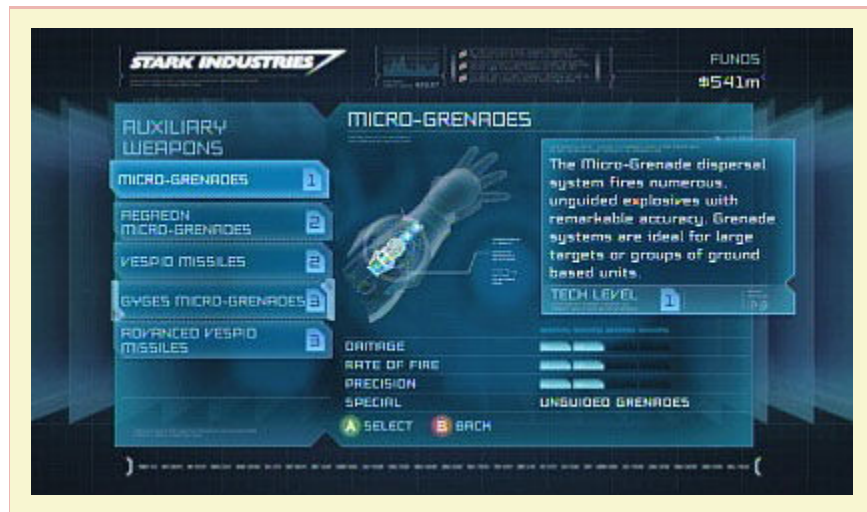 STARK INDUSTRIES
FUNDS
$541m
AUXILIARY
WEAPONS
MICRO-GRENADES 1
AEGAEON
MICRO-GRENADES 2
VESPID MISSILES 2
GYGES MICRO-GRENADES 3
ADVANCED VESPID
MISSILES 3
MICRO-GRENADES
The Micro-Grenade dispersal
system fires numerous,
unguided explosives with
remarkable accuracy. Grenade
systems are ideal for large
targets or groups of ground
based units.
TECH LEVEL 1
DAMAGE
RATE OF FIRE
PRECISION
SPECIAL UNGUIDED GRENADES
A SELECT B BACK